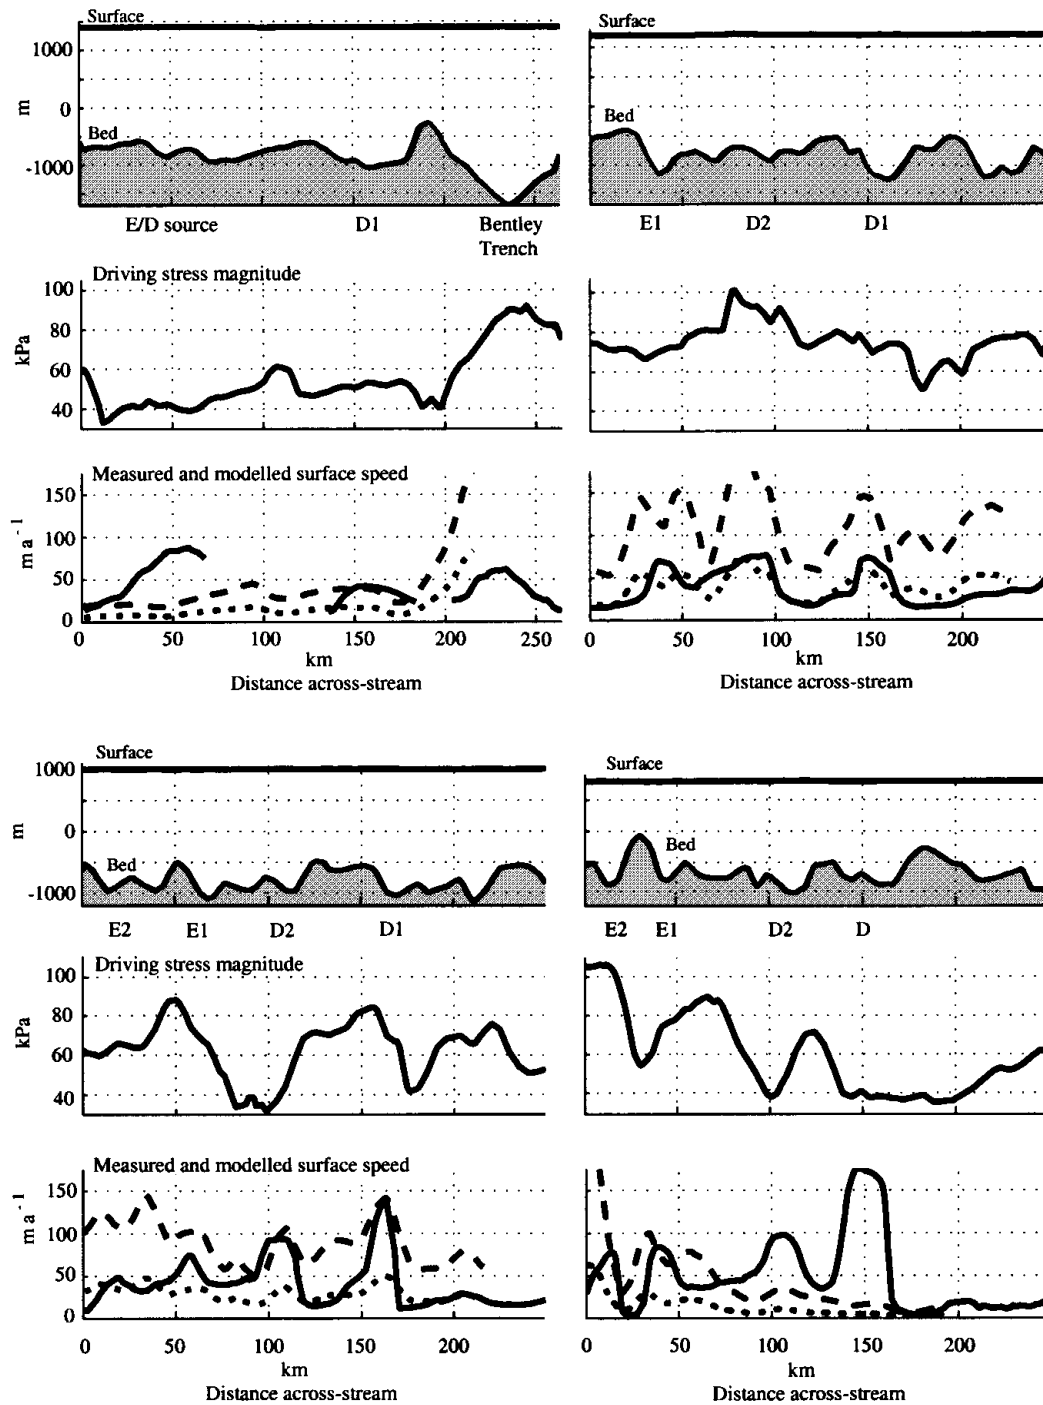 Surface
1000
0
-1000
m
Bed
E/D source D1 Bentley Trench
Surface
Bed
E1 D2 D1
Driving stress magnitude
100
80
60
40
kPa
Measured and modelled surface speed
150
100
50
0
m a -1
0 50 100 150 200 250
km
Distance across-stream
0 50 100 150 200
km
Distance across-stream
Surface
1000
0
-1000
m
Bed
E2 E1 D2 D1
Surface
Bed
E2 E1 D2 D
Driving stress magnitude
100
80
60
40
kPa
Measured and modelled surface speed
150
100
50
0
m a -1
0 50 100 150 200
km
Distance across-stream
0 50 100 150 200
km
Distance across-stream